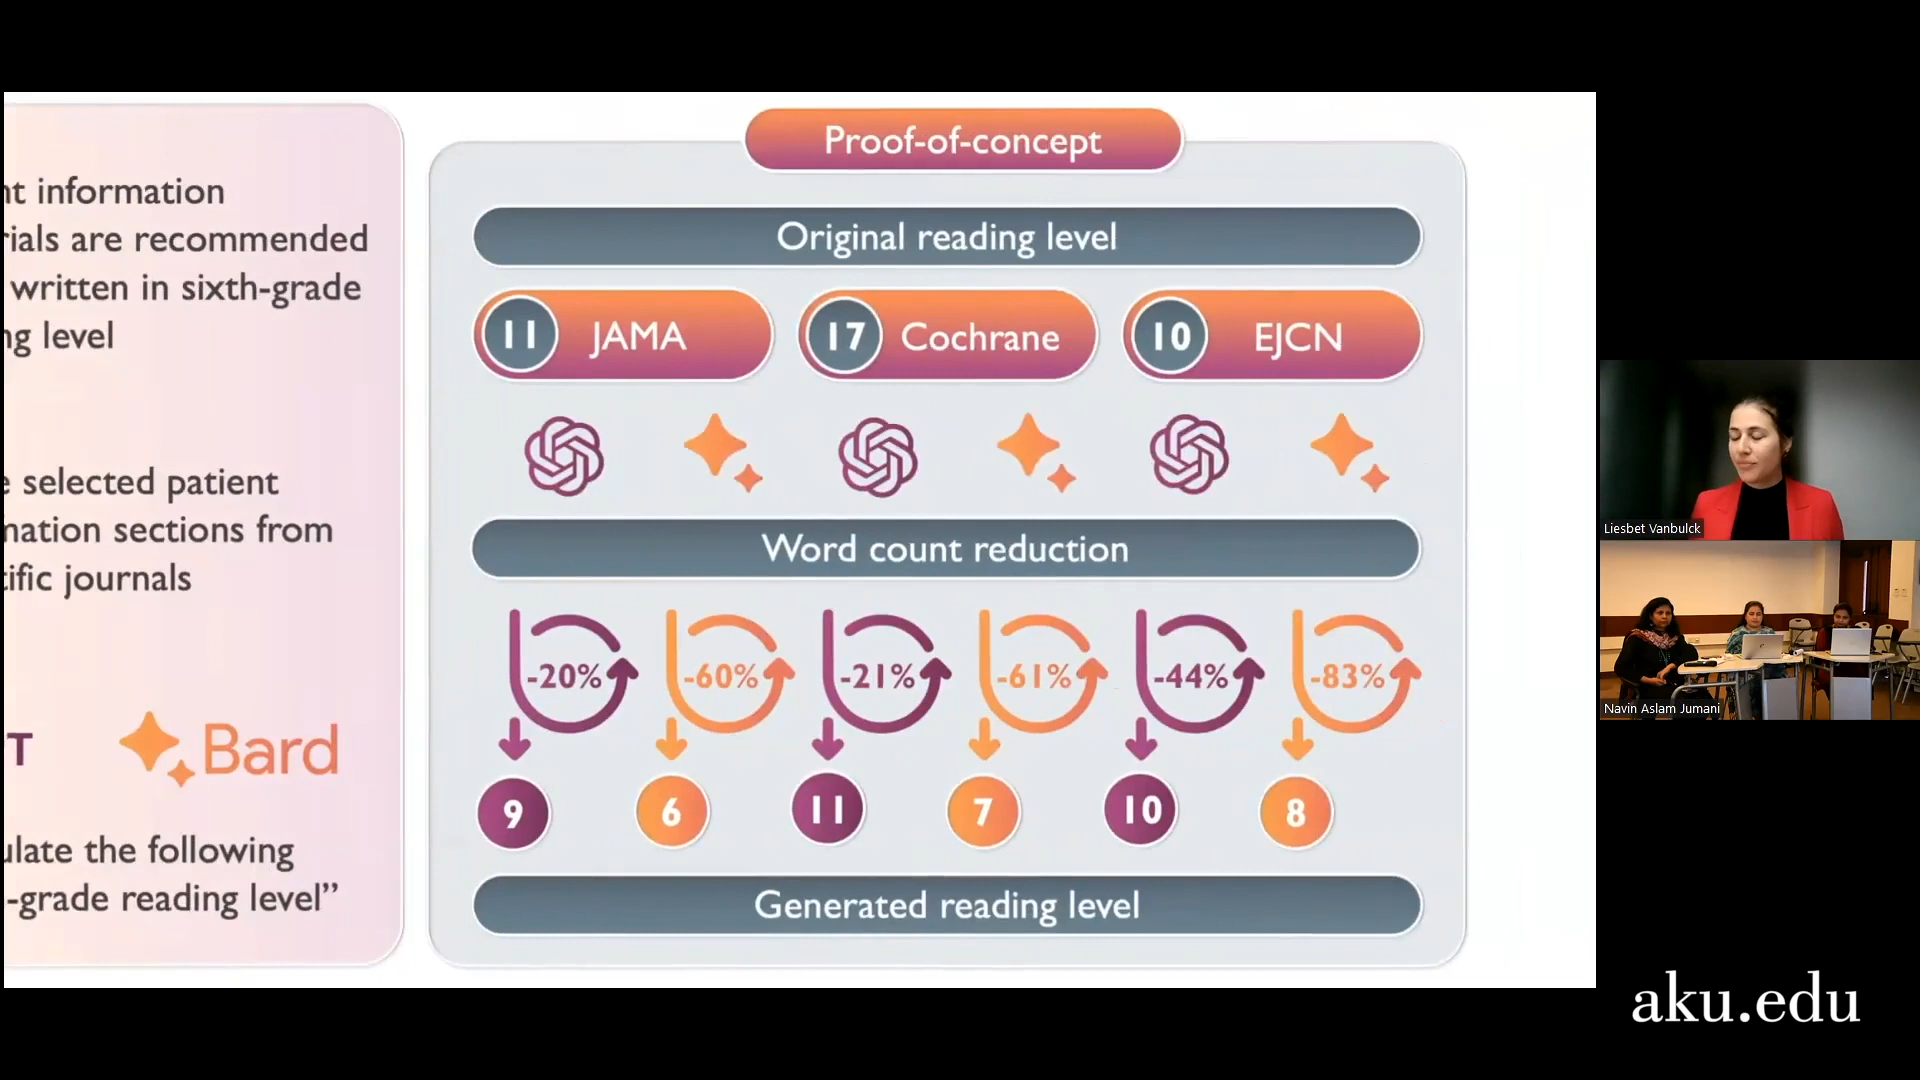 nt information
rials are recommended
written in sixth-grade
ng level
e selected patient
mation sections from
tific journals
T
Bard
ulate the following
-grade reading level”
Proof-of-concept
Original reading level
11 JAMA
17 Cochrane
10 EJCN
Word count reduction
-20% -60% -21% -61% -44% -83%
9 6 11 7 10 8
Generated reading level
Liesbet Vanbulck
Navin Aslam Jumani
aku.edu